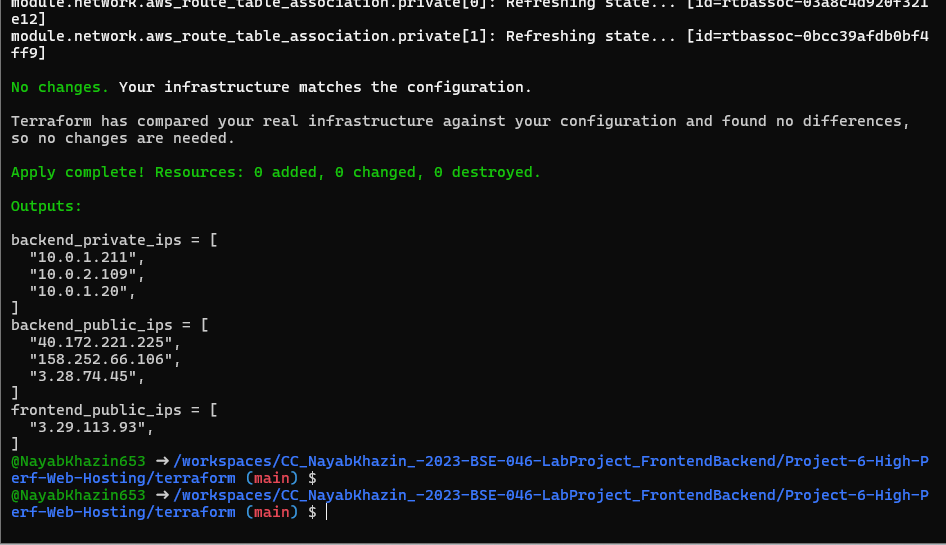 module.network.aws_route_table_association.private[0]: Refreshing state... [id=rtbassoc-03a8c4d920f321
e12]
module.network.aws_route_table_association.private[1]: Refreshing state... [id=rtbassoc-0bcc39afdb0bf4
ff9]
No changes. Your infrastructure matches the configuration.
Terraform has compared your real infrastructure against your configuration and found no differences,
so no changes are needed.
Apply complete! Resources: 0 added, 0 changed, 0 destroyed.
Outputs:
backend_private_ips = [
  "10.0.1.211",
  "10.0.2.109",
  "10.0.1.20",
]
backend_public_ips = [
  "40.172.221.225",
  "158.252.66.106",
  "3.28.74.45",
]
frontend_public_ips = [
  "3.29.113.93",
]
@NayabKhazin653 → /workspaces/CC_NayabKhazin_-2023-BSE-046-LabProject_FrontendBackend/Project-6-High-P
erf-Web-Hosting/terraform (main) $
@NayabKhazin653 → /workspaces/CC_NayabKhazin_-2023-BSE-046-LabProject_FrontendBackend/Project-6-High-P
erf-Web-Hosting/terraform (main) $